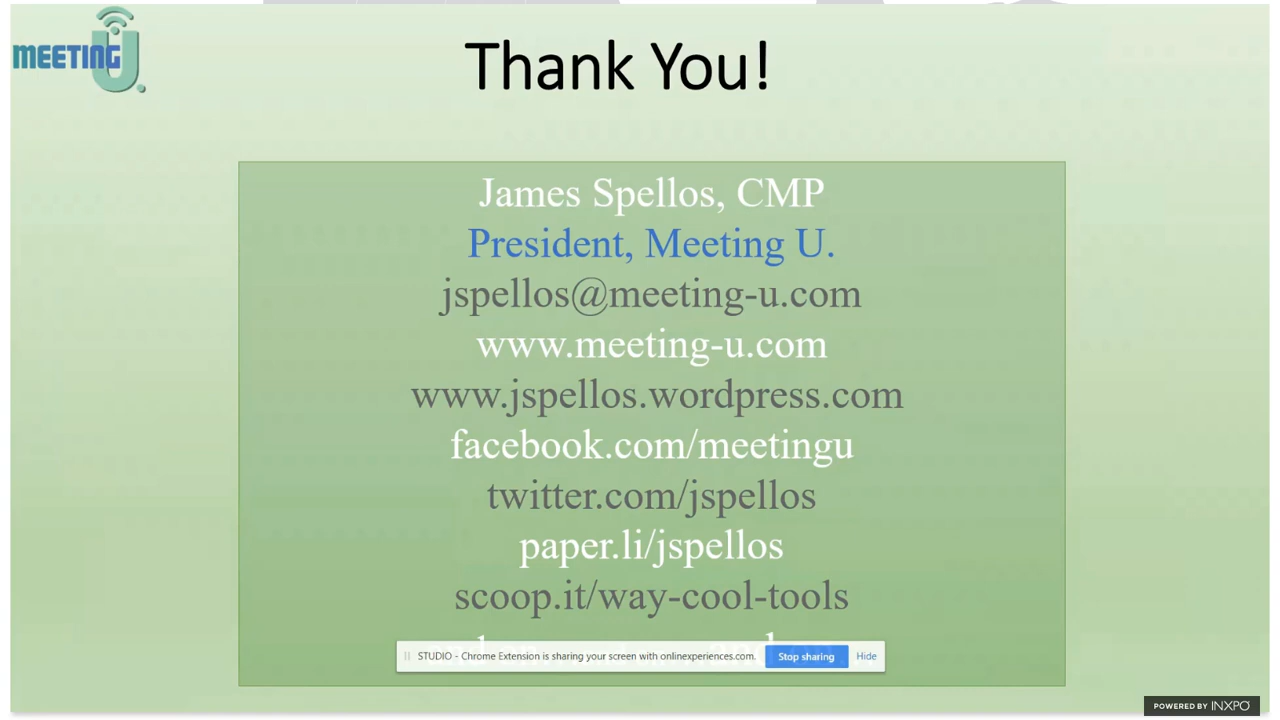 MEETING U.
Thank You!
James Spellos, CMP
President, Meeting U.
jspellos@meeting-u.com
www.meeting-u.com
www.jspellos.wordpress.com
facebook.com/meetingu
twitter.com/jspellos
paper.li/jspellos
scoop.it/way-cool-tools
STUDIO - Chrome Extension is sharing your screen with onlinexperiences.com. Stop sharing Hide
POWERED BY INXPO